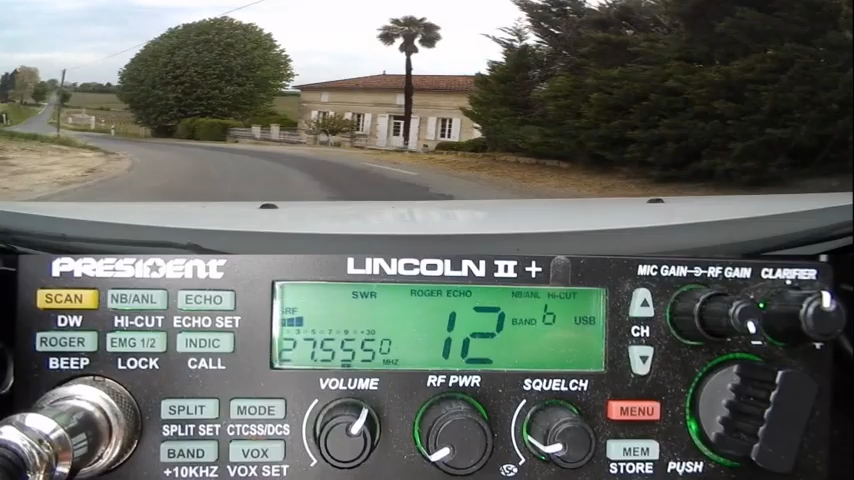 PRESIDENT LINCOLN II + MIC GAIN RF GAIN CLARIFIER
SCAN NB/ANL ECHO
DW HI-CUT ECHO SET
ROGER EMG 1/2 INDIC
BEEP LOCK CALL
SWR ROGER ECHO NB/ANL HI-CUT
SRF 12 BAND b USB
27.5550 MHZ
CH
VOLUME RF PWR SQUELCH
SPLIT MODE
SPLIT SET CTCSS/DCS
BAND VOX
+10KHZ VOX SET
MENU
MEM
STORE PUSH